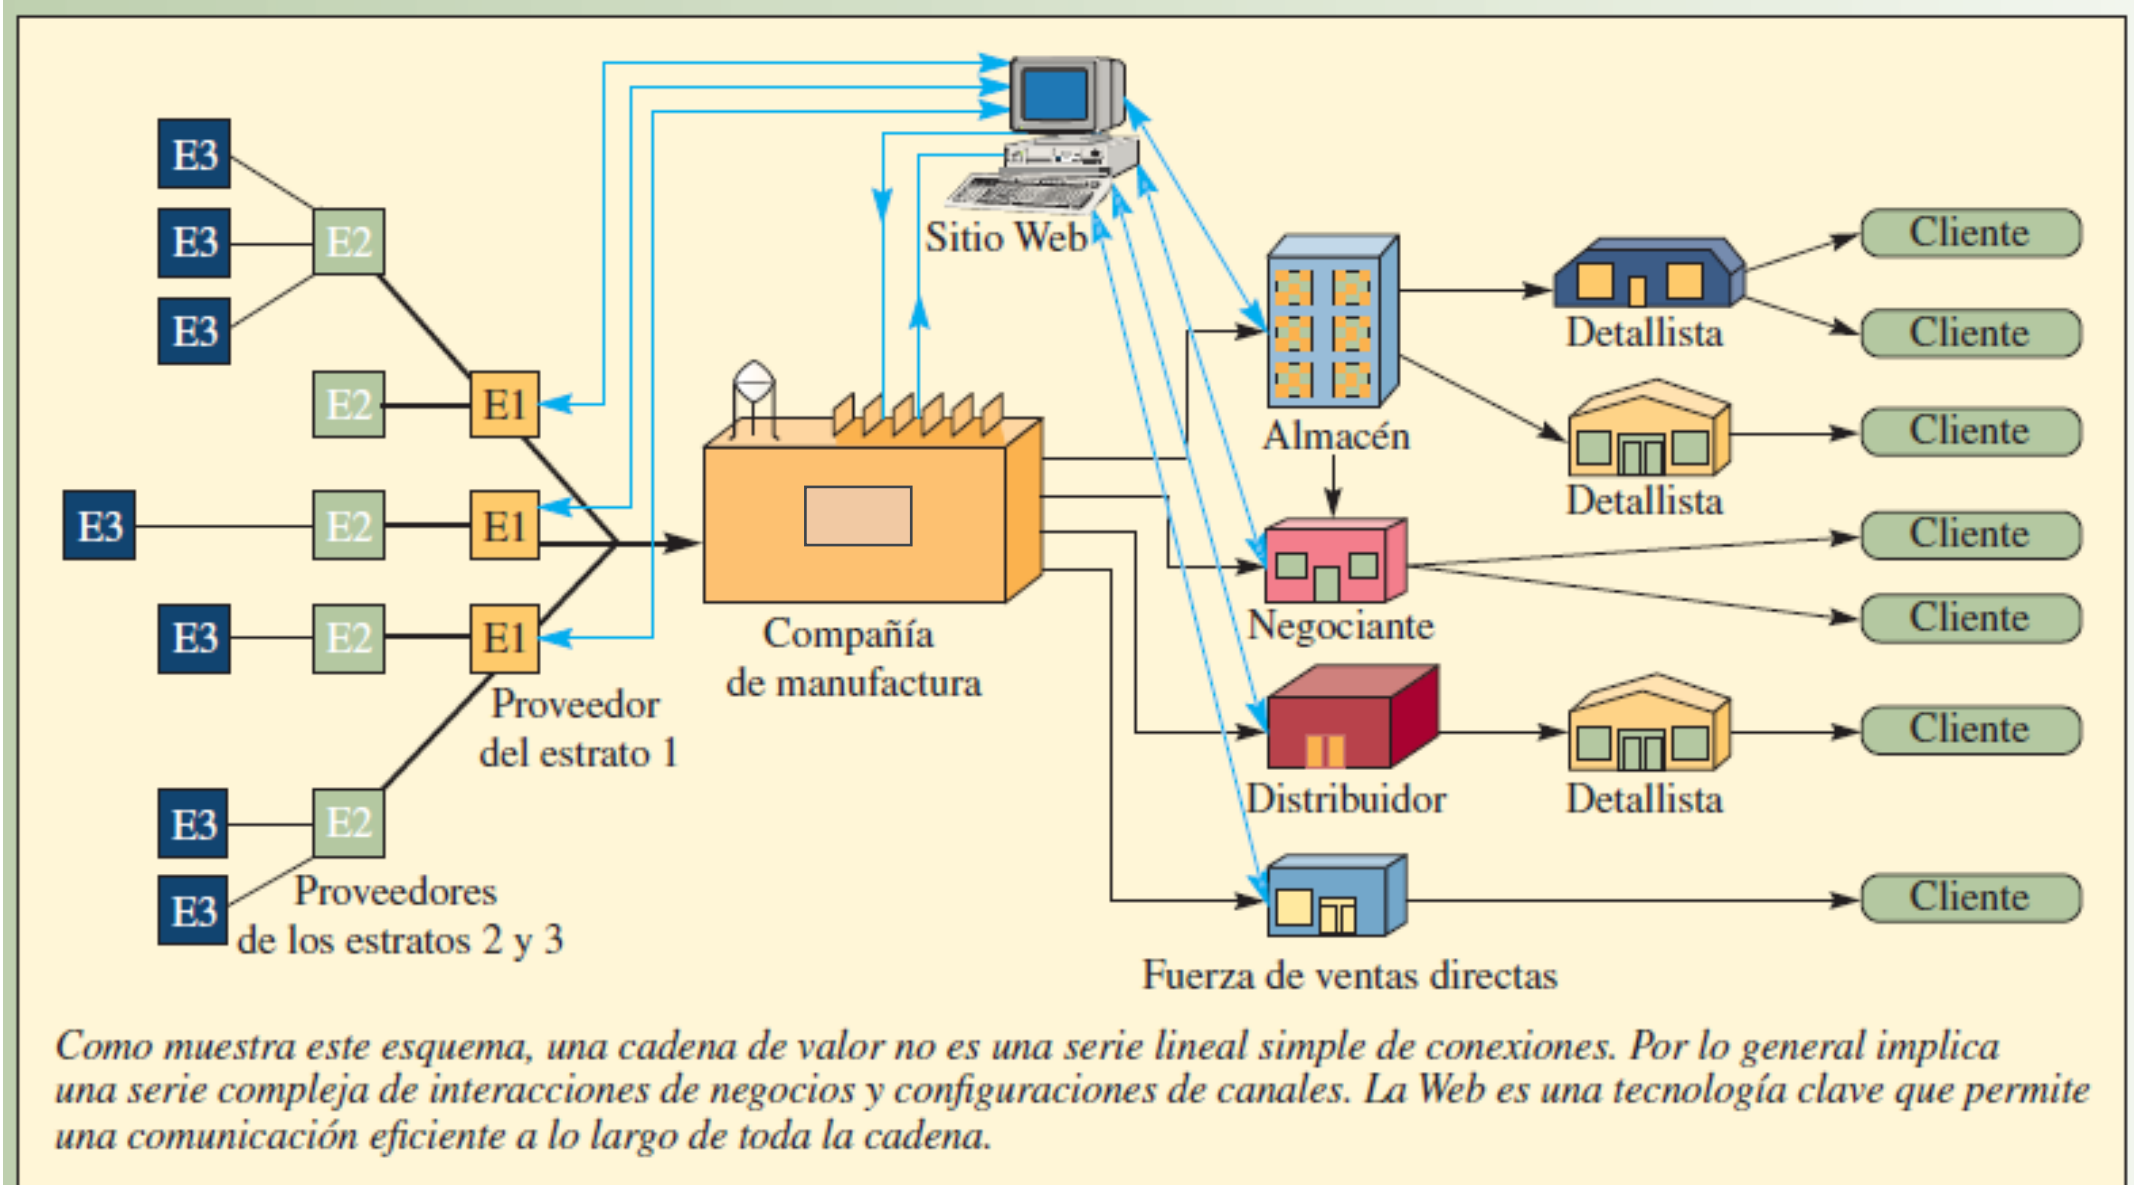 Sitio Web
E3
E3
E3
E2
E2
E1
E3
E2
E1
E3
E2
E1
Proveedor
del estrato 1
E3
E2
E3
Proveedores
de los estratos 2 y 3
Compañía
de manufactura
Almacén
Negociante
Distribuidor
Fuerza de ventas directas
Detallista
Detallista
Detallista
Cliente
Cliente
Cliente
Cliente
Cliente
Cliente
Cliente
Como muestra este esquema, una cadena de valor no es una serie lineal simple de conexiones. Por lo general implica
una serie compleja de interacciones de negocios y configuraciones de canales. La Web es una tecnología clave que permite
una comunicación eficiente a lo largo de toda la cadena.